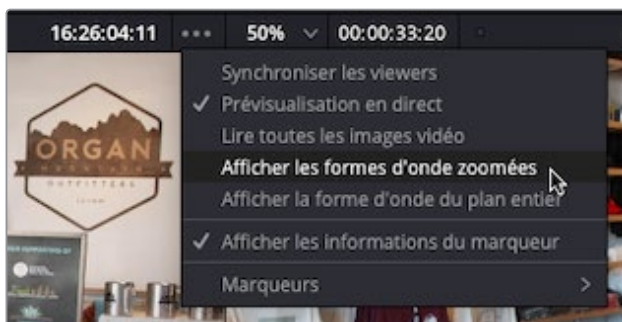 16:26:04:11 ••• 50% 00:00:33:20
Synchroniser les viewers
✓ Prévisualisation en direct
Lire toutes les images vidéo
Afficher les formes d'onde zoomées
Afficher la forme d'onde du plan entier
✓ Afficher les informations du marqueur
Marqueurs >
ORGAN
OUTFITTERS